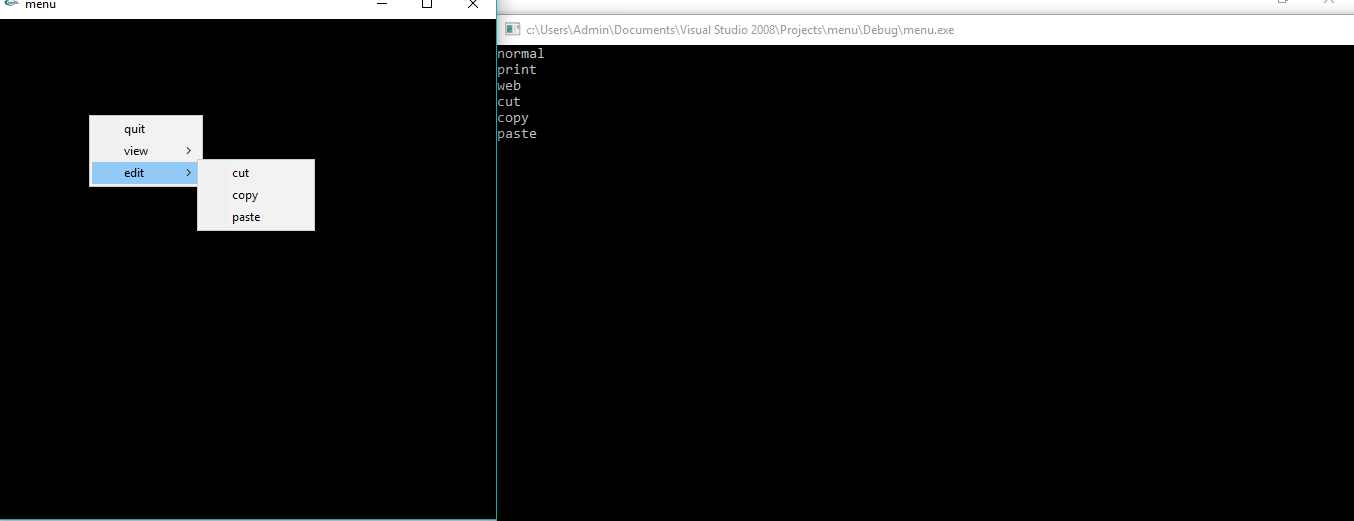 menu
quit
view
edit
cut
copy
paste
c:\Users\Admin\Documents\Visual Studio 2008\Projects\menu\Debug\menu.exe
normal
print
web
cut
copy
paste